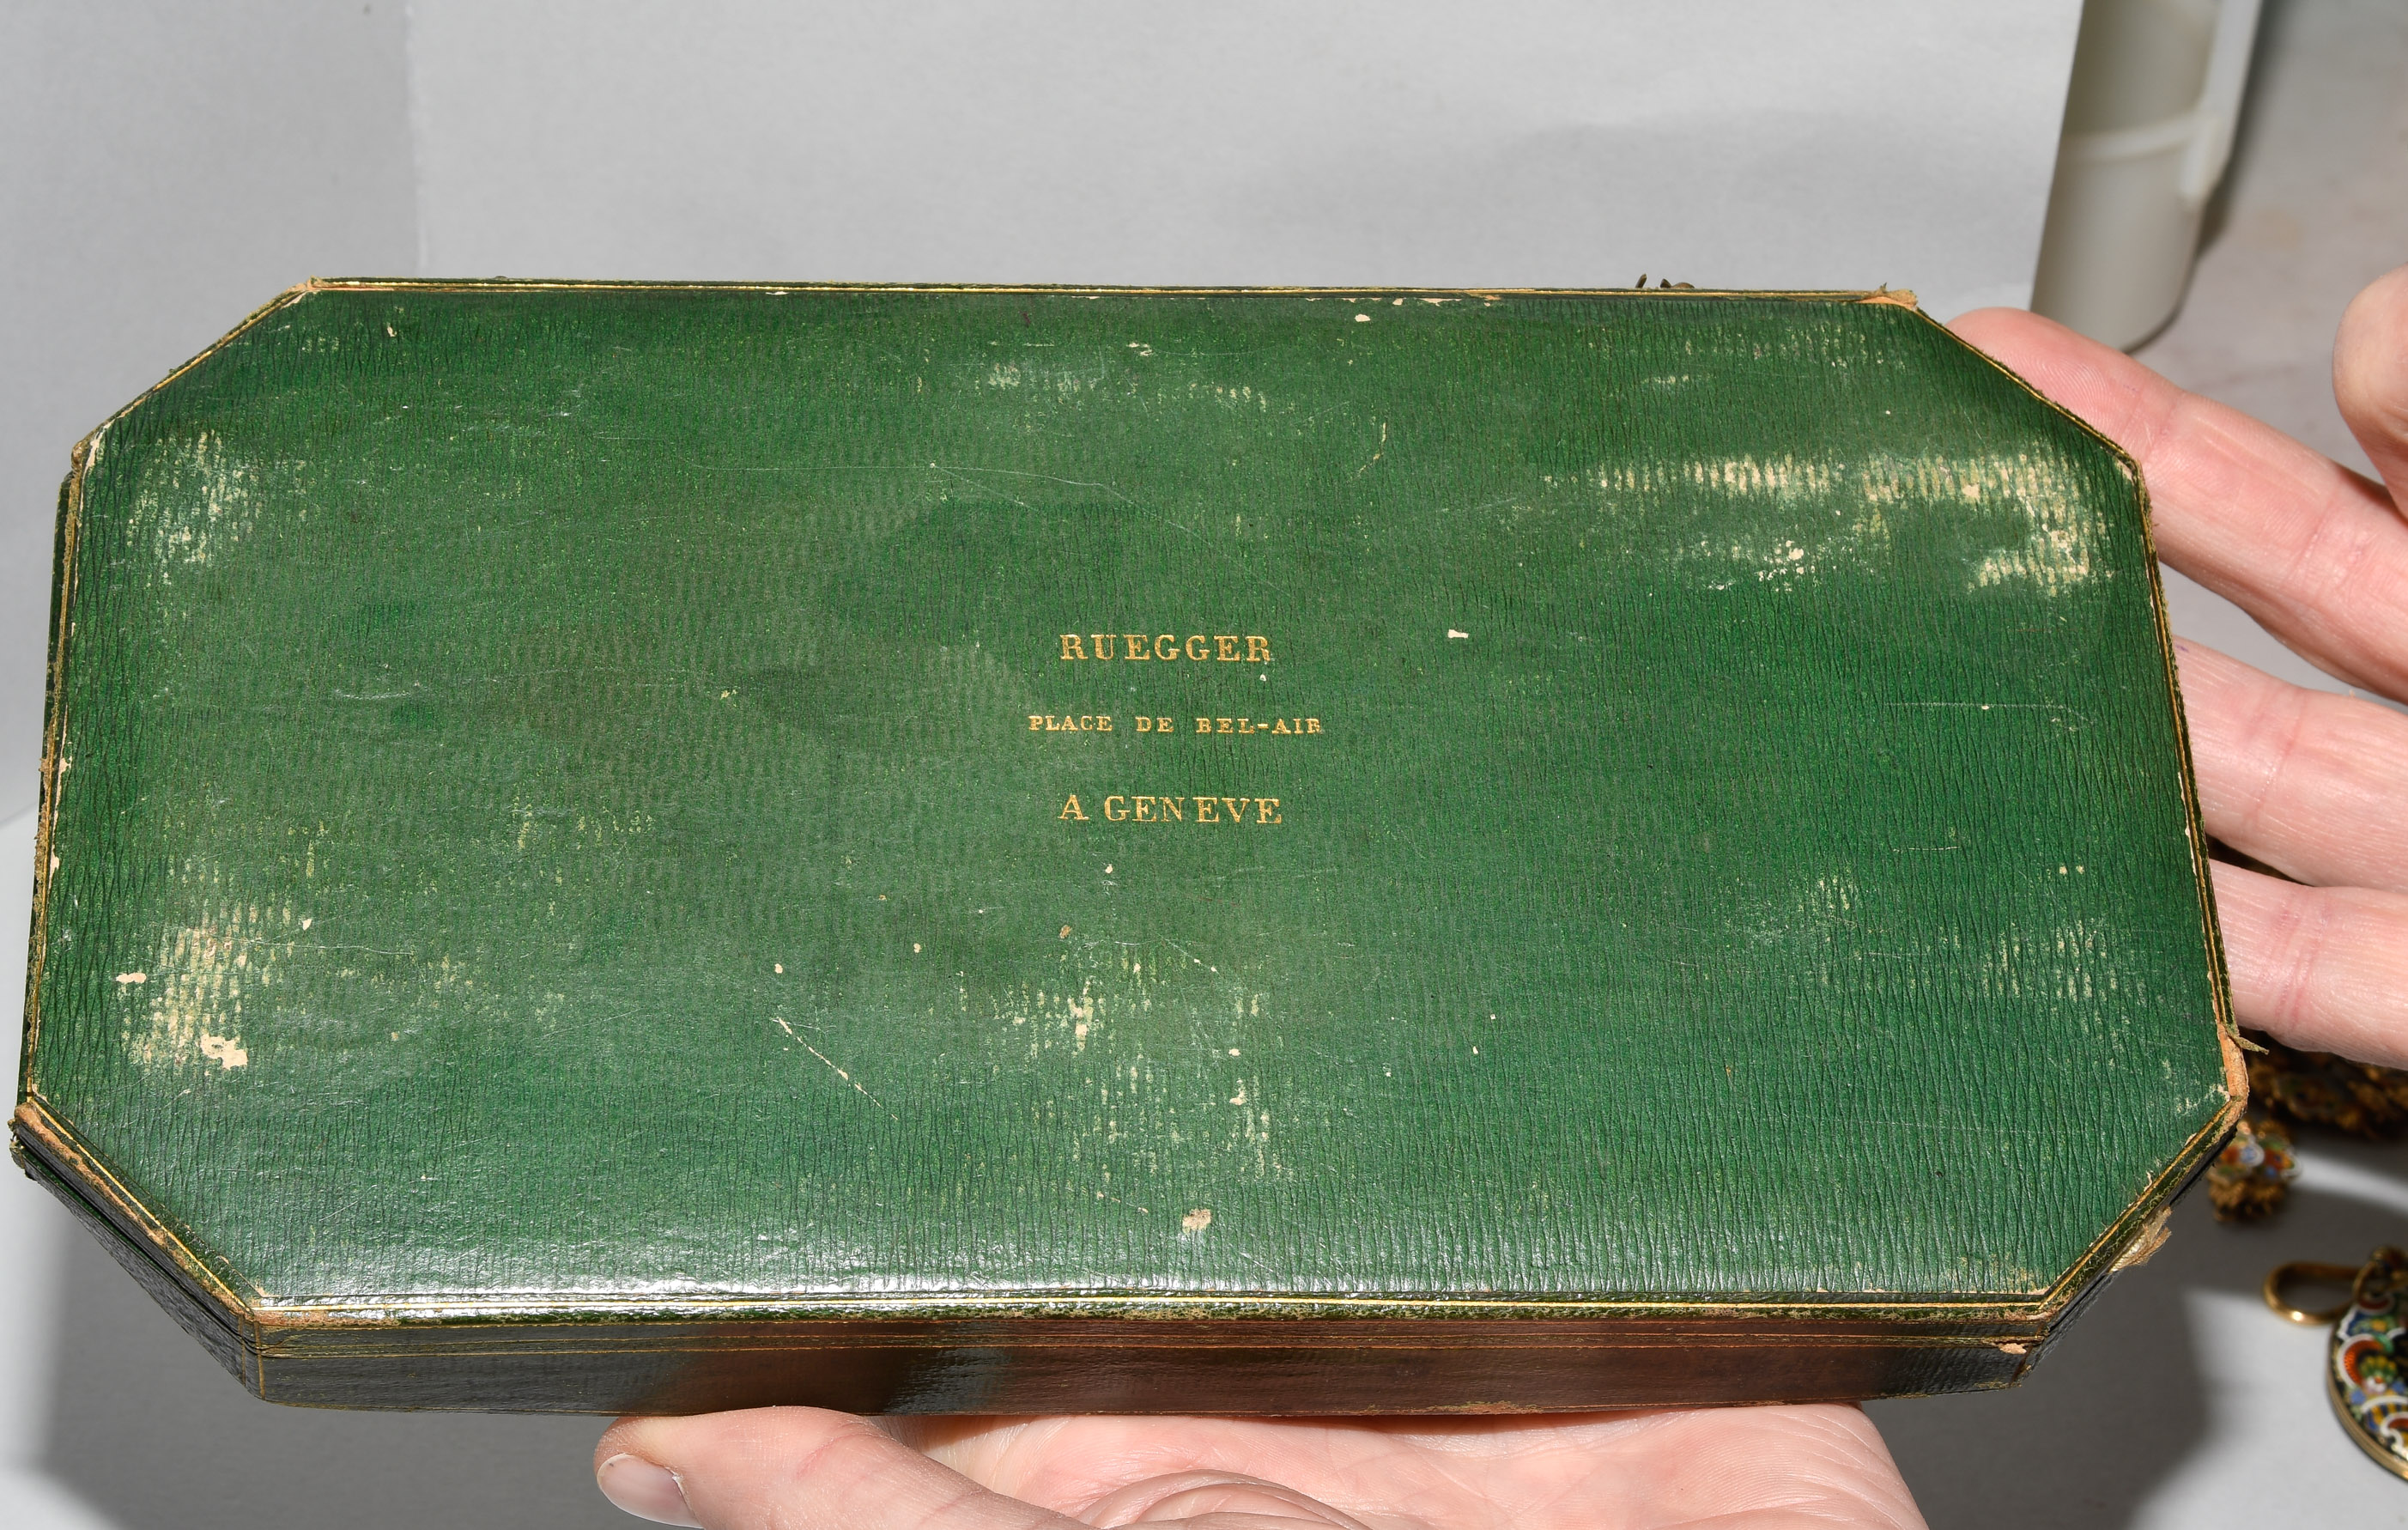 RUEGGER
PLACE DE BEL-AIR
A GENEVE